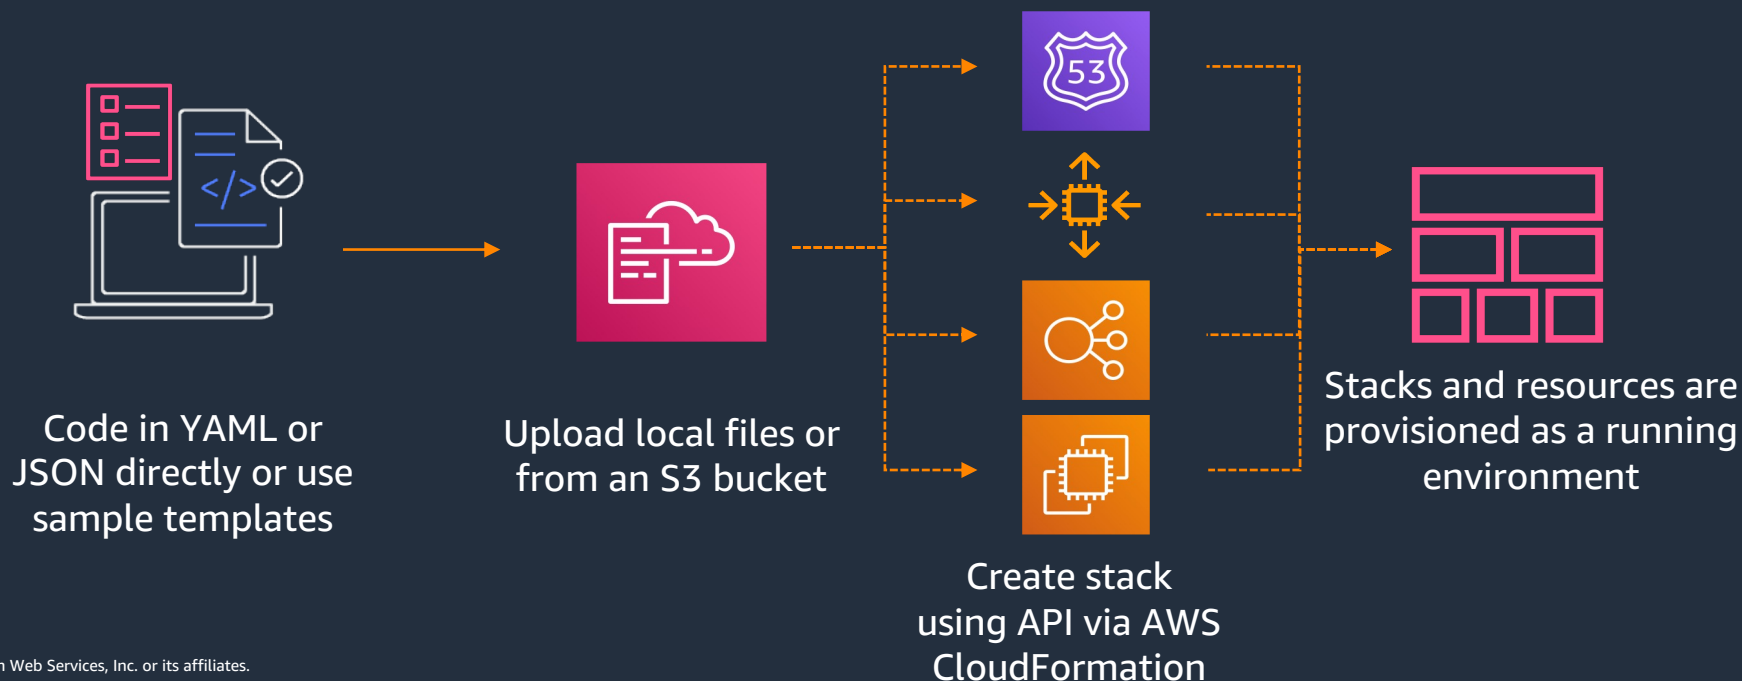 53
</>
Code in YAML or
JSON directly or use
sample templates
Upload local files or
from an S3 bucket
Create stack
using API via AWS
CloudFormation
Stacks and resources are
provisioned as a running
environment
n Web Services, Inc. or its affiliates.